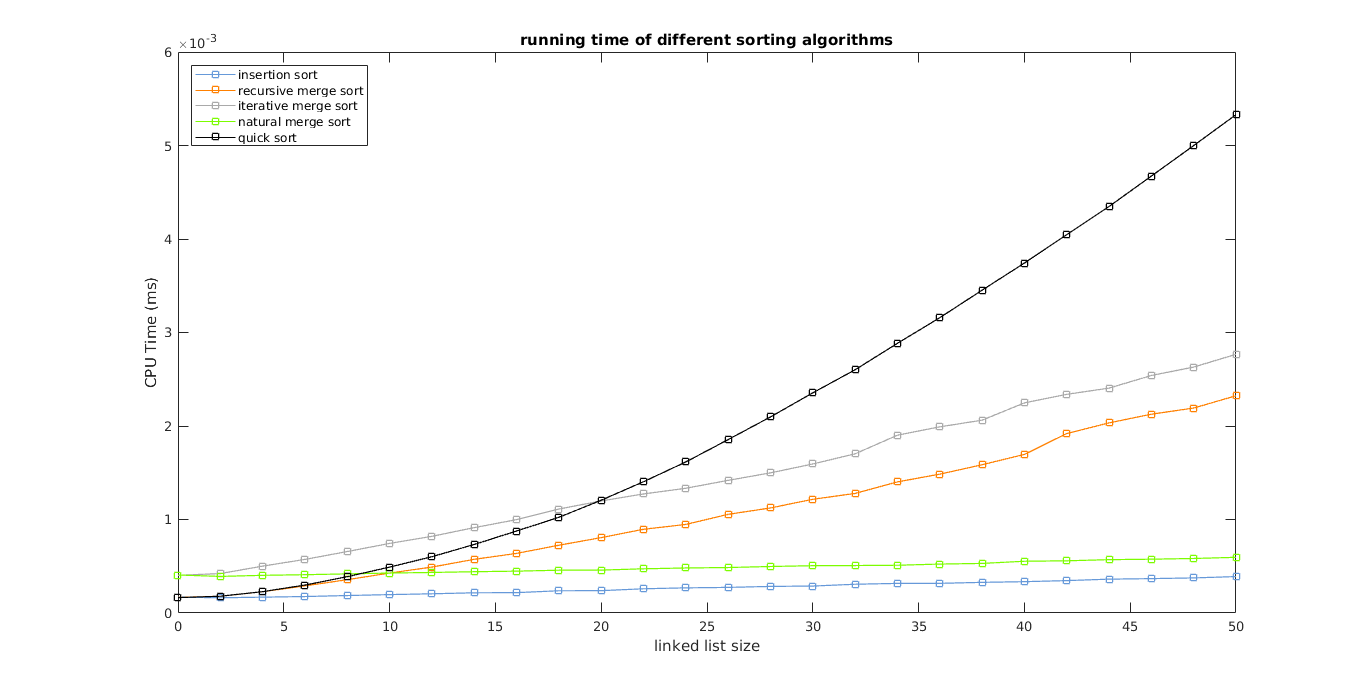 running time of different sorting algorithms
×10-3
6
5
4
3
2
1
0
CPU Time (ms)
insertion sort
recursive merge sort
iterative merge sort
natural merge sort
quick sort
0 5 10 15 20 25 30 35 40 45 50
linked list size